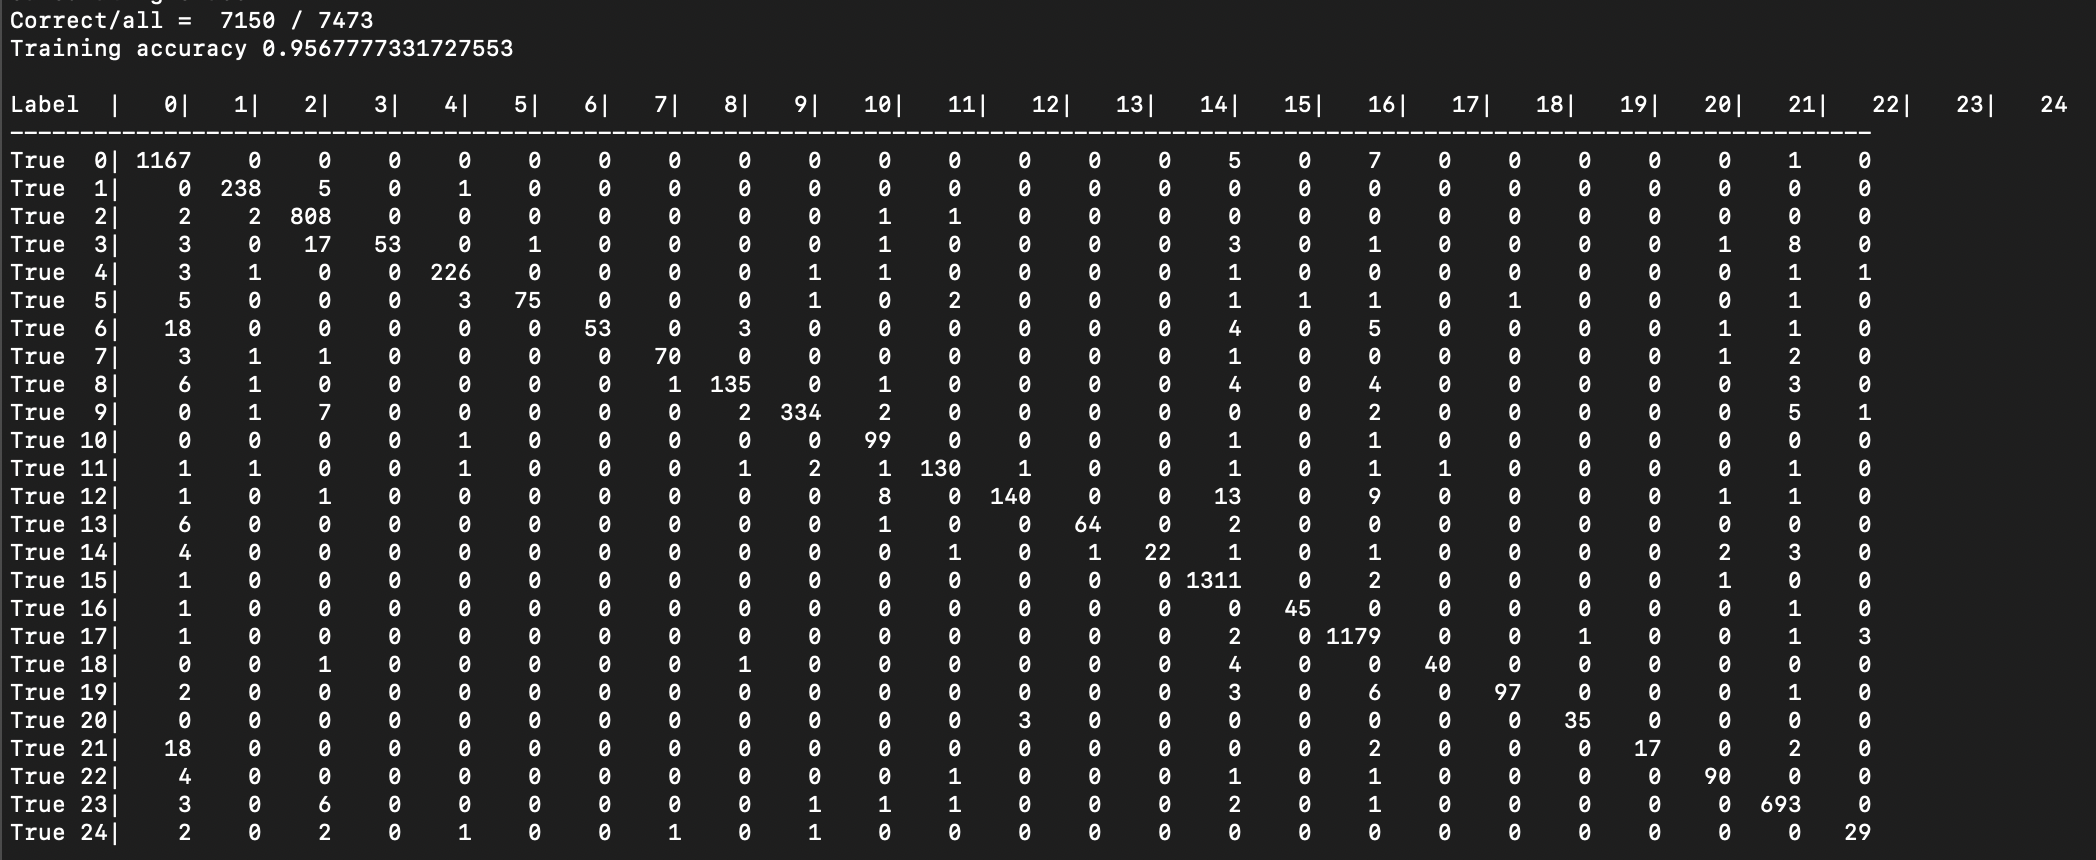 Correct/all =  7150 / 7473
Training accuracy 0.9567777331727553
Label  |   0|   1|   2|   3|   4|   5|   6|   7|   8|   9|   10|   11|   12|   13|   14|   15|   16|   17|   18|   19|   20|   21|   22|   23|   24
-------------------------------------------------------------------------------------------------------------------------------------
True  0| 1167    0    0    0    0    0    0    0    0    0    0    0    0    0    0    5    0    7    0    0    0    0    0    1    0
True  1|    0  238    5    0    1    0    0    0    0    0    0    0    0    0    0    0    0    0    0    0    0    0    0    0    0
True  2|    2    2  808    0    0    0    0    0    0    0    1    1    0    0    0    0    0    0    0    0    0    0    0    0    0
True  3|    3    0   17   53    0    1    0    0    0    0    1    0    0    0    0    3    0    1    0    0    0    0    1    8    0
True  4|    3    1    0    0  226    0    0    0    0    1    1    0    0    0    0    1    0    0    0    0    0    0    0    1    1
True  5|    5    0    0    0    3   75    0    0    0    1    0    2    0    0    0    1    1    1    0    1    0    0    0    1    0
True  6|   18    0    0    0    0    0   53    0    3    0    0    0    0    0    0    4    0    5    0    0    0    0    1    1    0
True  7|    3    1    1    0    0    0    0   70    0    0    0    0    0    0    0    1    0    0    0    0    0    0    1    2    0
True  8|    6    1    0    0    0    0    0    1  135    0    1    0    0    0    0    4    0    4    0    0    0    0    0    3    0
True  9|    0    1    7    0    0    0    0    0    2  334    2    0    0    0    0    0    0    2    0    0    0    0    0    5    1
True 10|    0    0    0    0    1    0    0    0    0    0   99    0    0    0    0    1    0    1    0    0    0    0    0    0    0
True 11|    1    1    0    0    1    0    0    0    1    2    1  130    1    0    0    1    0    1    1    0    0    0    0    1    0
True 12|    1    0    1    0    0    0    0    0    0    0    8    0  140    0    0   13    0    9    0    0    0    0    1    1    0
True 13|    6    0    0    0    0    0    0    0    0    0    1    0    0   64    0    2    0    0    0    0    0    0    0    0    0
True 14|    4    0    0    0    0    0    0    0    0    0    0    1    0    1   22    1    0    1    0    0    0    0    2    3    0
True 15|    1    0    0    0    0    0    0    0    0    0    0    0    0    0    0 1311    0    2    0    0    0    0    1    0    0
True 16|    1    0    0    0    0    0    0    0    0    0    0    0    0    0    0    0   45    0    0    0    0    0    0    1    0
True 17|    1    0    0    0    0    0    0    0    0    0    0    0    0    0    0    2    0 1179    0    0    1    0    0    1    3
True 18|    0    0    1    0    0    0    0    0    1    0    0    0    0    0    0    4    0    0   40    0    0    0    0    0    0
True 19|    2    0    0    0    0    0    0    0    0    0    0    0    0    0    0    3    0    6    0   97    0    0    0    1    0
True 20|    0    0    0    0    0    0    0    0    0    0    0    0    3    0    0    0    0    0    0    0   35    0    0    0    0
True 21|   18    0    0    0    0    0    0    0    0    0    0    0    0    0    0    0    0    2    0    0    0   17    0    2    0
True 22|    4    0    0    0    0    0    0    0    0    0    0    1    0    0    0    1    0    1    0    0    0    0   90    0    0
True 23|    3    0    6    0    0    0    0    0    0    1    1    1    0    0    0    2    0    1    0    0    0    0    0  693    0
True 24|    2    0    2    0    1    0    0    1    0    1    0    0    0    0    0    0    0    0    0    0    0    0    0    0   29